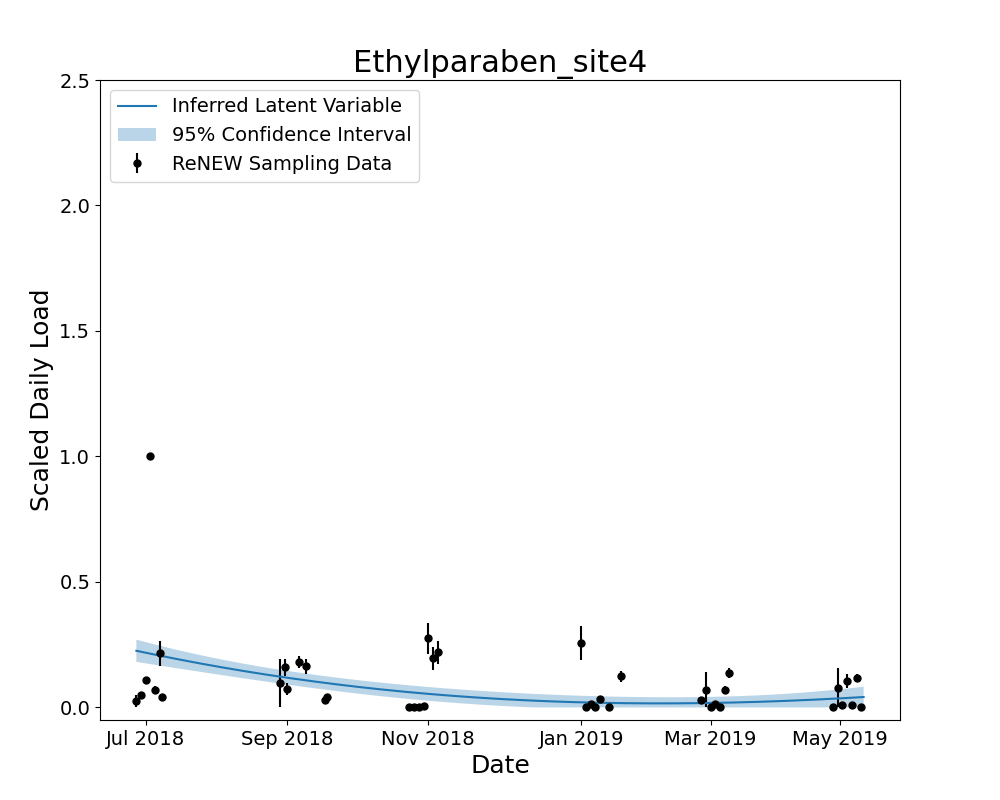 Ethylparaben_site4
Inferred Latent Variable
95% Confidence Interval
ReNEW Sampling Data
Scaled Daily Load
2.5
2.0
1.5
1.0
0.5
0.0
Jul 2018 Sep 2018 Nov 2018 Jan 2019 Mar 2019 May 2019
Date